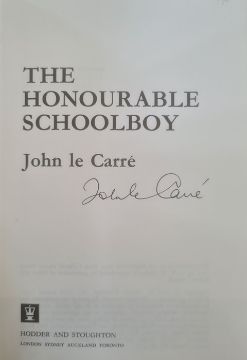 THE
HONOURABLE
SCHOOLBOY
John le Carré
John le Carré
HODDER AND STOUGHTON
LONDON SYDNEY AUCKLAND TORONTO